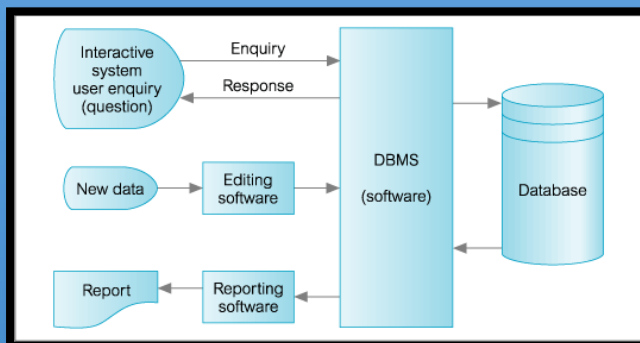 Interactive
system
user enquiry
(question)
Enquiry
Response
DBMS
(software)
Database
New data
Editing
software
Report
Reporting
software